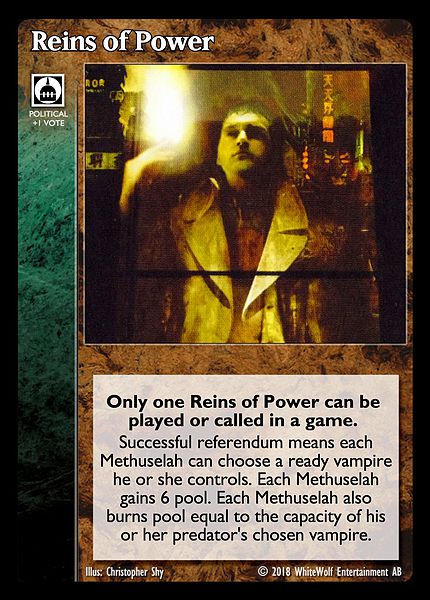 Reins of Power
POLITICAL
+1 VOTE
Only one Reins of Power can be
played or called in a game.
Successful referendum means each
Methuselah can choose a ready vampire
he or she controls. Each Methuselah
gains 6 pool. Each Methuselah also
burns pool equal to the capacity of his
or her predator's chosen vampire.
Illus: Christopher Shy
© 2018 WhiteWolf Entertainment AB